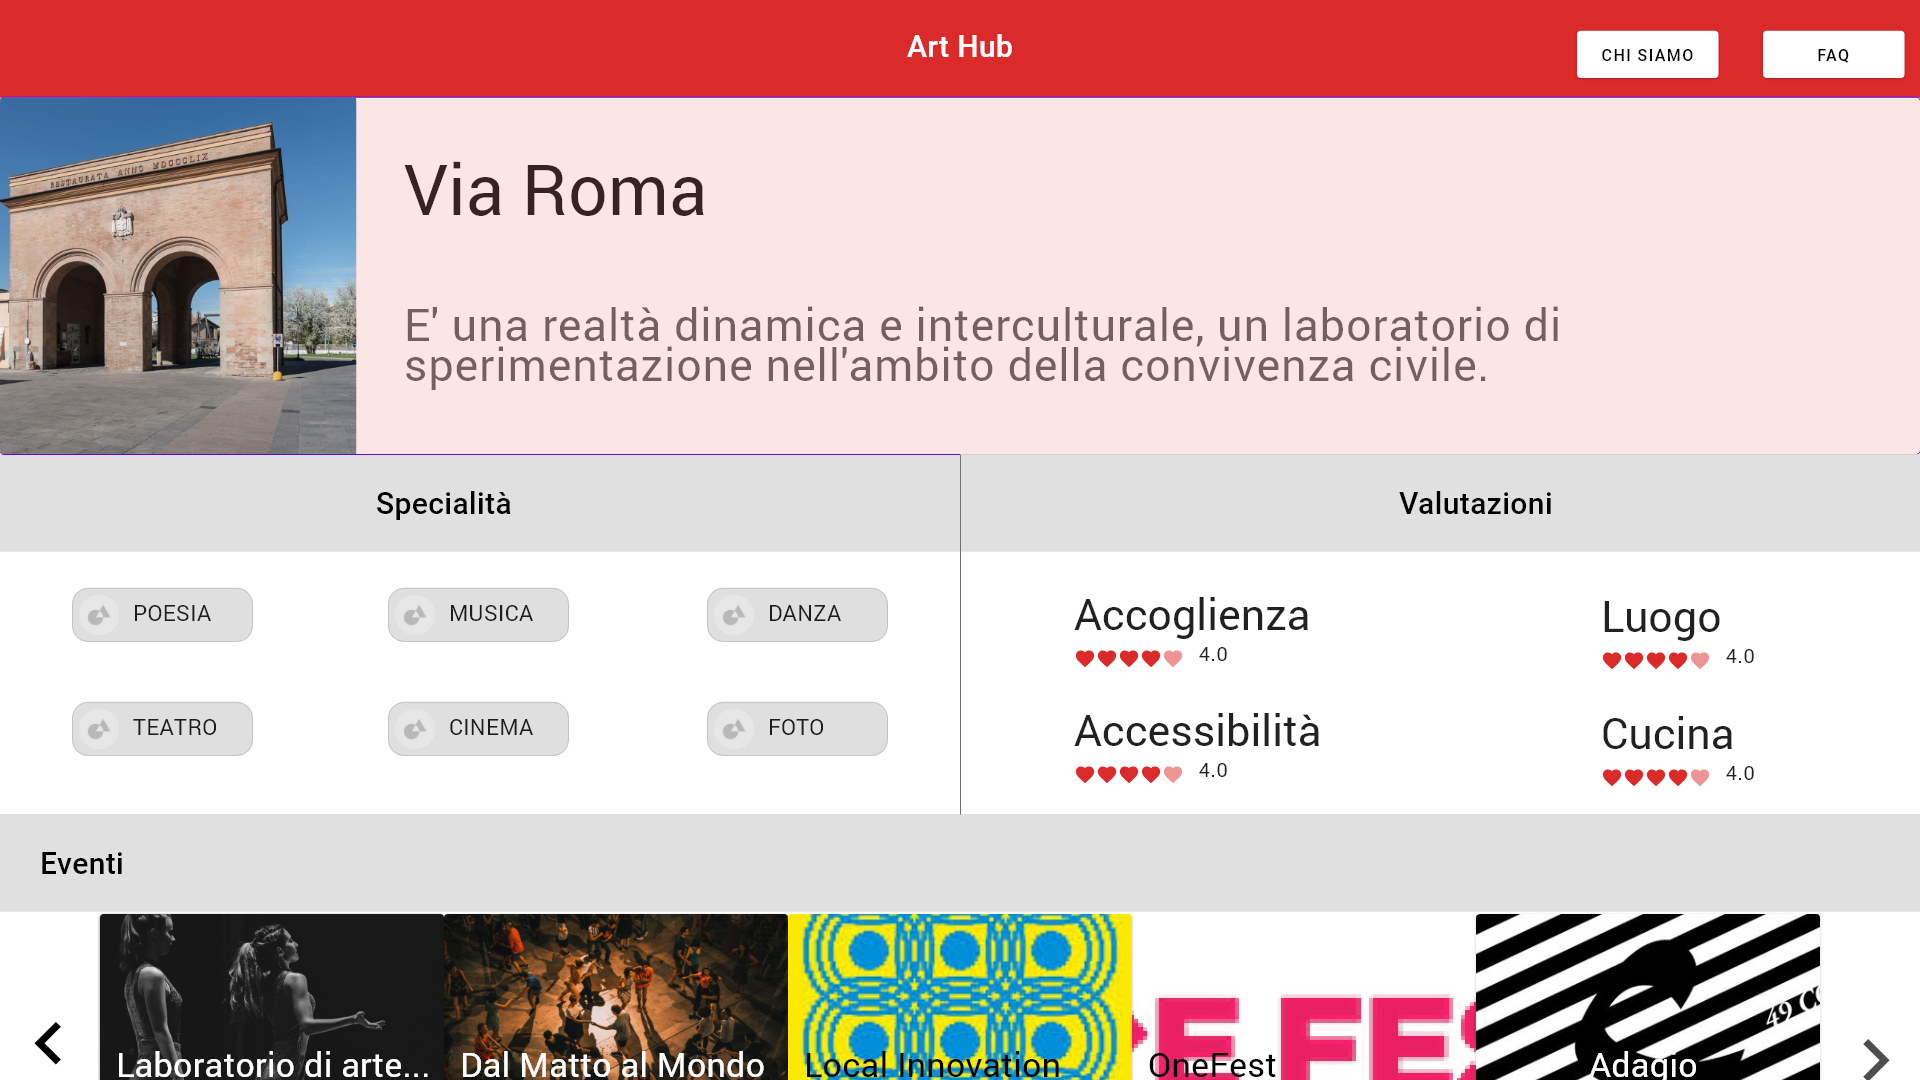 Art Hub
CHI SIAMO
FAQ
RESTAURATA ANNO MDCCCLIX
Via Roma
E' una realtà dinamica e interculturale, un laboratorio di
sperimentazione nell'ambito della convivenza civile.
Specialità
Valutazioni
POESIA
MUSICA
DANZA
TEATRO
CINEMA
FOTO
Accoglienza
4.0
Luogo
4.0
Accessibilità
4.0
Cucina
4.0
Eventi
Laboratorio di arte...
Dal Matto al Mondo
Local Innovation
E FES
OneFest
49 C
Adagio